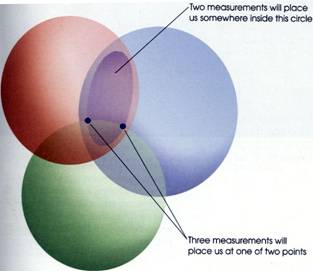 Two measurements will place
us somewhere inside this circle
Three measurements will
place us at one of two points